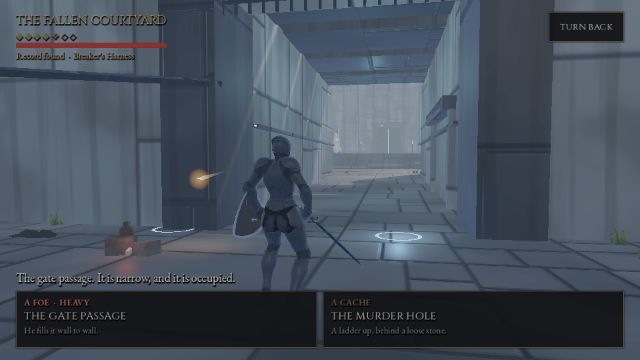 THE FALLEN COURTYARD
TURN BACK
Record found · Breaker's Harness
The gate passage. It is narrow, and it is occupied.
A FOE · HEAVY
THE GATE PASSAGE
He fills it wall to wall.
A CACHE
THE MURDER HOLE
A ladder up, behind a loose stone.